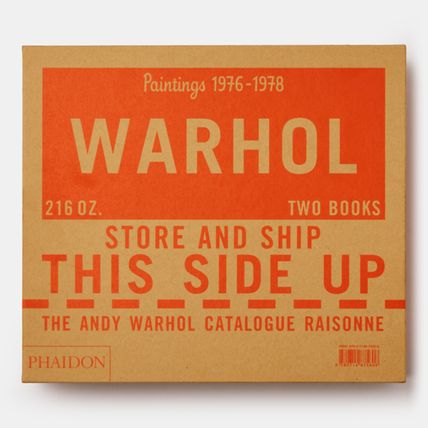 Paintings 1976-1978
WARHOL
216 OZ. TWO BOOKS
STORE AND SHIP
THIS SIDE UP
THE ANDY WARHOL CATALOGUE RAISONNE
PHAIDON